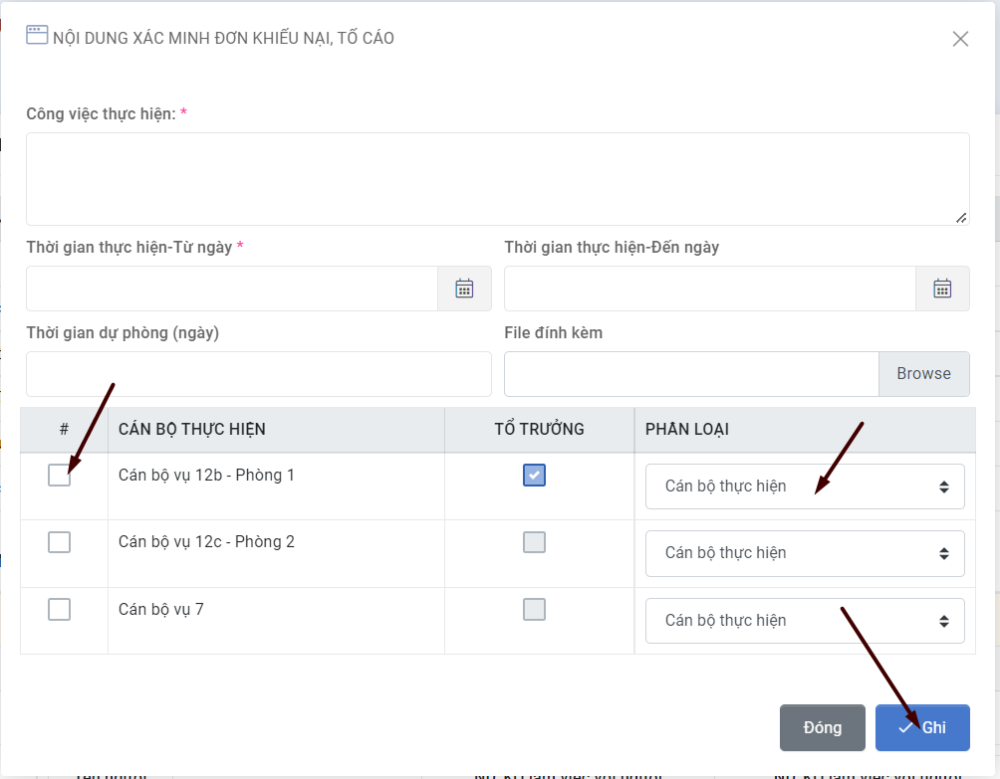 NỘI DUNG XÁC MINH ĐƠN KHIẾU NẠI, TỐ CÁO
Công việc thực hiện: *
Thời gian thực hiện-Từ ngày * Thời gian thực hiện-Đến ngày
Thời gian dự phòng (ngày) File đính kèm
Browse
# CÁN BỘ THỰC HIỆN TỔ TRƯỞNG PHÂN LOẠI
Cán bộ vụ 12b - Phòng 1 Cán bộ thực hiện
Cán bộ vụ 12c - Phòng 2 Cán bộ thực hiện
Cán bộ vụ 7 Cán bộ thực hiện
Đóng Ghi